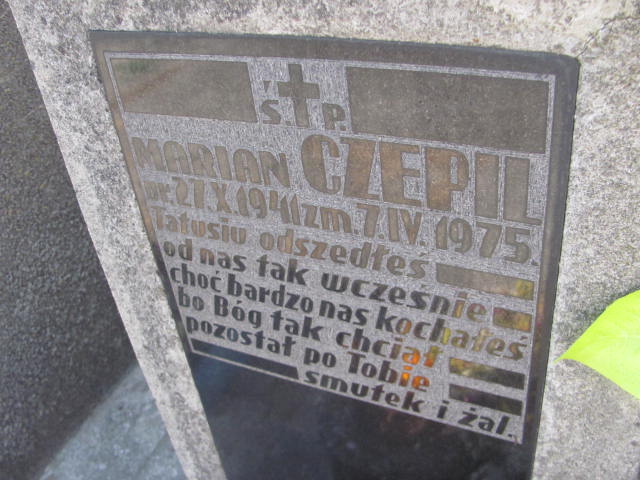 Ś P.
MARIAN CZEPIL
ur. 27.X.1941 zm. 7.IV. 1975.
Tatusiu odszedłeś
od nas tak wcześnie
choć bardzo nas kochałeś
bo Bóg tak chciał
pozostał po Tobie
smutek i żal.